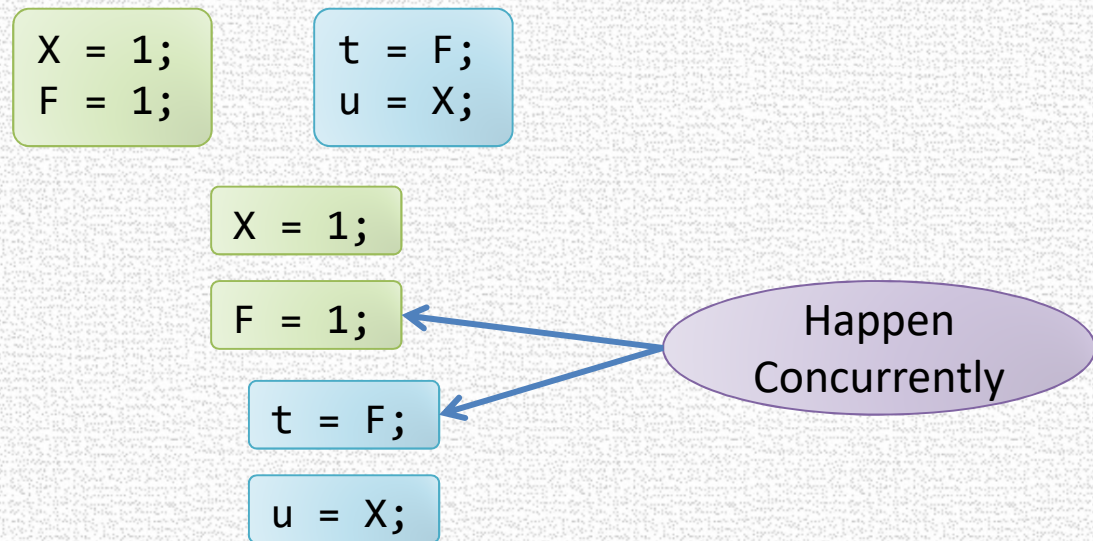 X = 1;
F = 1;
t = F;
u = X;
X = 1;
F = 1;
Happen
Concurrently
t = F;
u = X;